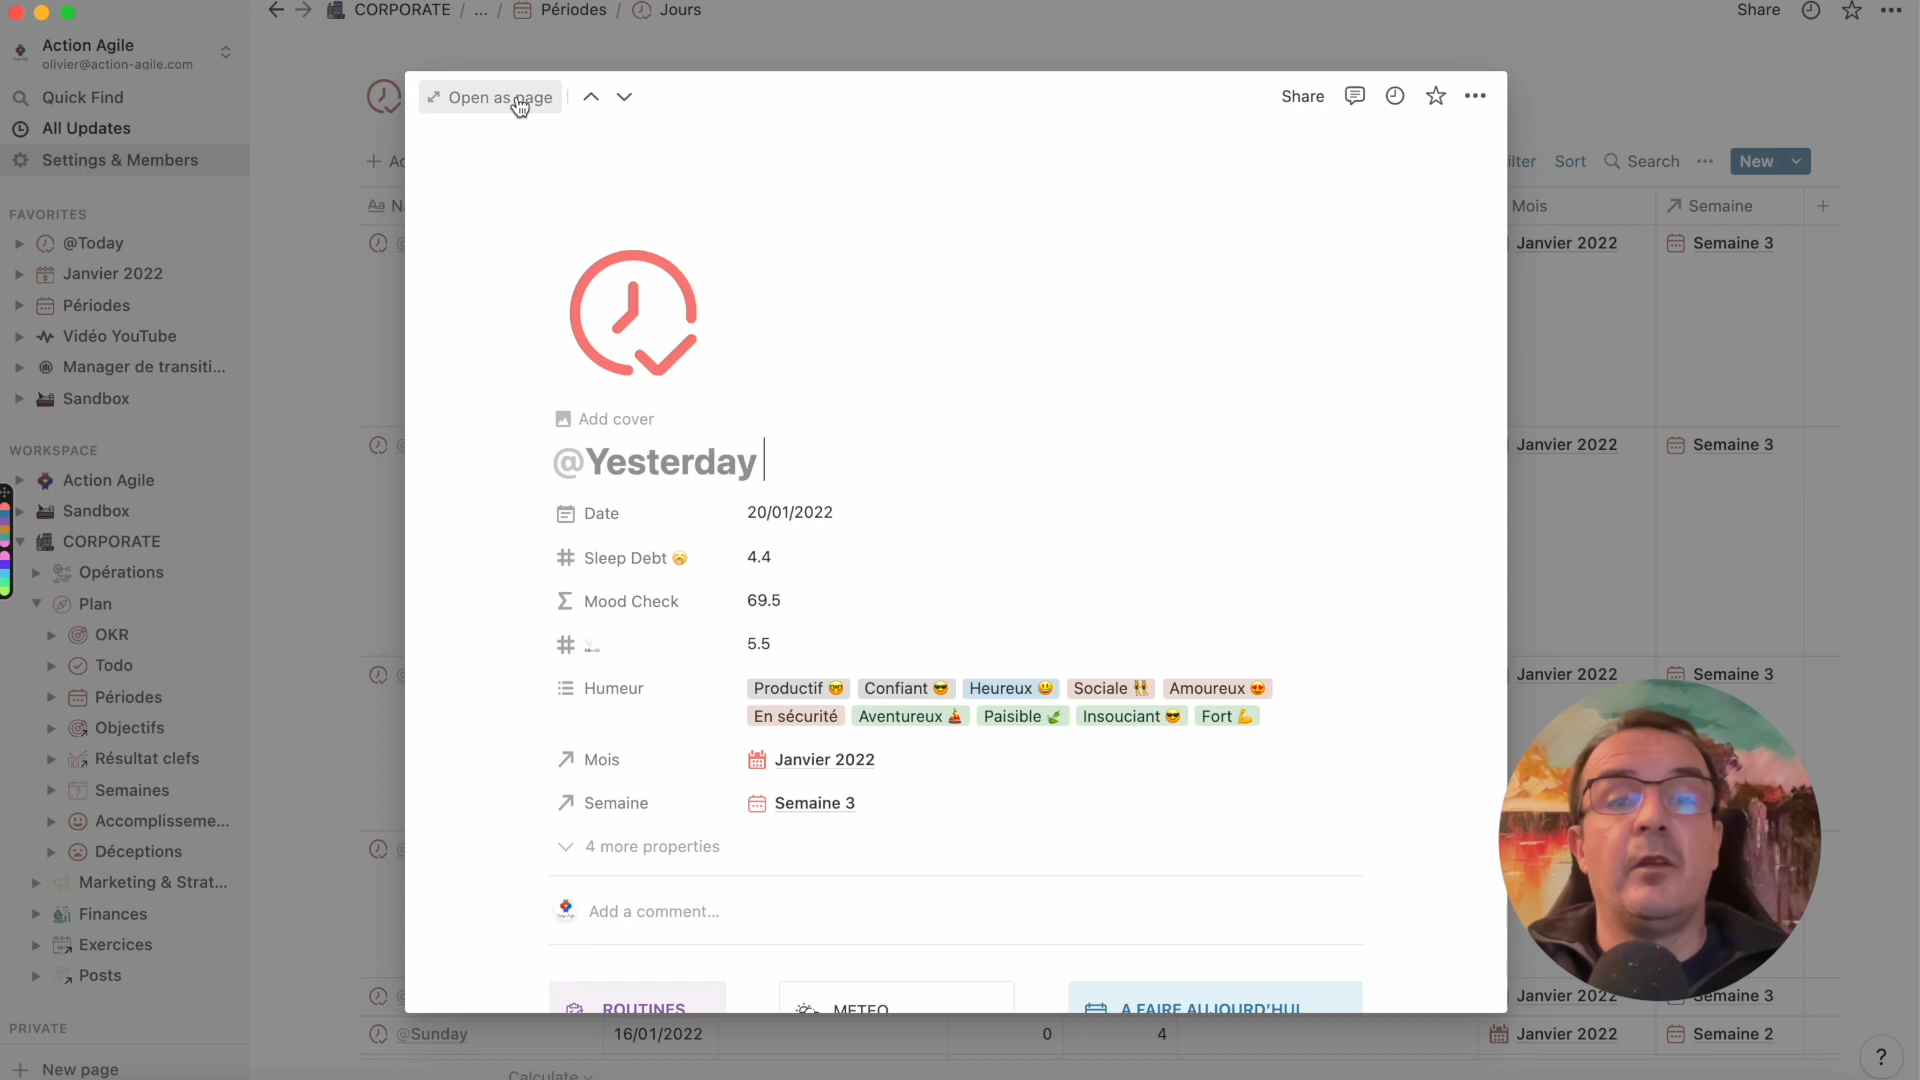 CORPORATE / ... / Périodes / Jours
Share
Action Agile
olivier@action-agile.com
Quick Find
All Updates
Settings & Members
FAVORITES
@Today
Janvier 2022
Périodes
Vidéo YouTube
Manager de transiti...
Sandbox
WORKSPACE
Action Agile
Sandbox
CORPORATE
Opérations
Plan
OKR
Todo
Périodes
Objectifs
Résultat clefs
Semaines
Accomplisseme...
Déceptions
Marketing & Strat...
Finances
Exercices
Posts
PRIVATE
New page
Open as page
Share
Add cover
@Yesterday
Date 20/01/2022
Sleep Debt 🥱 4.4
Mood Check 69.5
🚬 5.5
Humeur Productif 🤓 Confiant 😎 Heureux 😃 Sociale 👯 Amoureux 😍
En sécurité Aventureux ⛵ Paisible 🍃 Insouciant 😎 Fort 💪
Mois Janvier 2022
Semaine Semaine 3
4 more properties
Add a comment...
ROUTINES METEO A FAIRE AUJOURD'HUI
Sort Search ... New
Aa
Mois Semaine +
Janvier 2022 Semaine 3
Janvier 2022 Semaine 3
Janvier 2022 Semaine 3
Janvier 2022 Semaine 3
@Sunday 16/01/2022 0 4 Janvier 2022 Semaine 2
Calculate
?